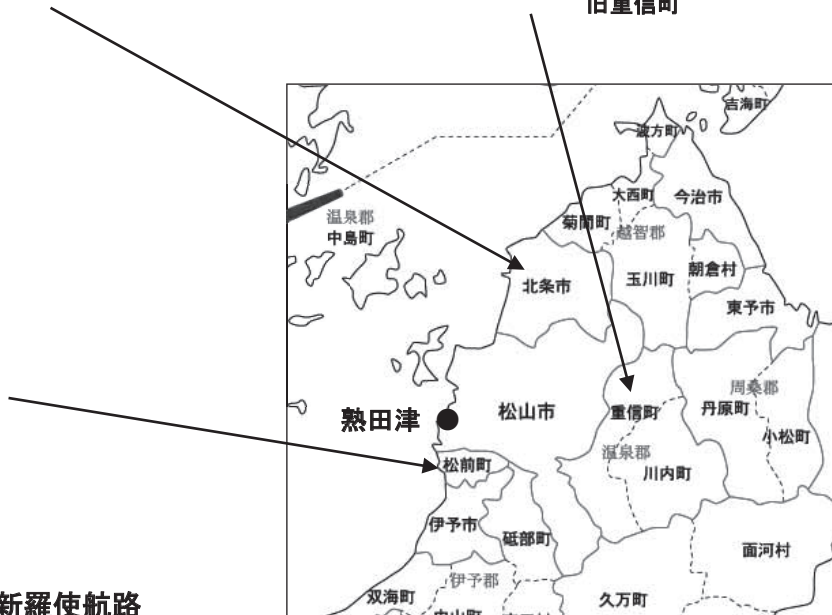 旧重信町
吉海町
波方町
大西町
今治市
温泉郡
中島町
菊間町
越智郡
北条市
玉川町
朝倉村
東予市
熟田津
松山市
重信町
周桑郡
丹原町
小松町
温泉郡
川内町
松前町
伊予市
砥部町
面河村
伊予郡
双海町
中山町
久万町
新羅使航路